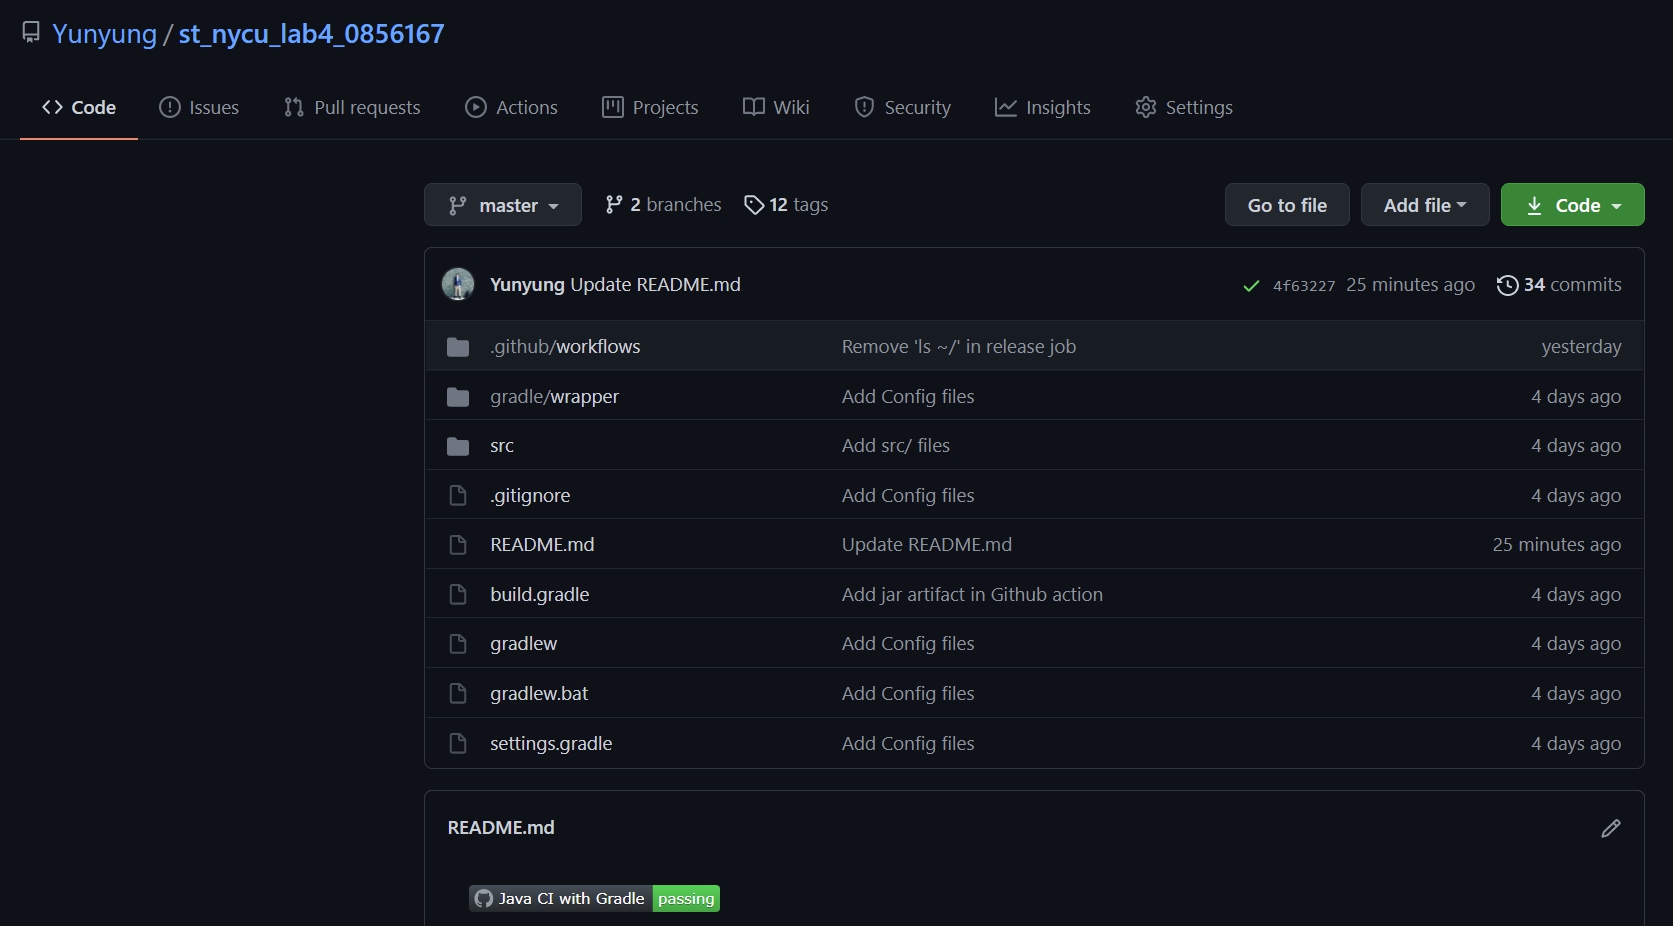 Yunyung / st_nycu_lab4_0856167
Code Issues Pull requests Actions Projects Wiki Security Insights Settings
master 2 branches 12 tags Go to file Add file Code
Yunyung Update README.md 4f63227 25 minutes ago 34 commits
.github/workflows Remove 'ls ~/' in release job yesterday
gradle/wrapper Add Config files 4 days ago
src Add src/ files 4 days ago
.gitignore Add Config files 4 days ago
README.md Update README.md 25 minutes ago
build.gradle Add jar artifact in Github action 4 days ago
gradlew Add Config files 4 days ago
gradlew.bat Add Config files 4 days ago
settings.gradle Add Config files 4 days ago
README.md
Java CI with Gradle passing